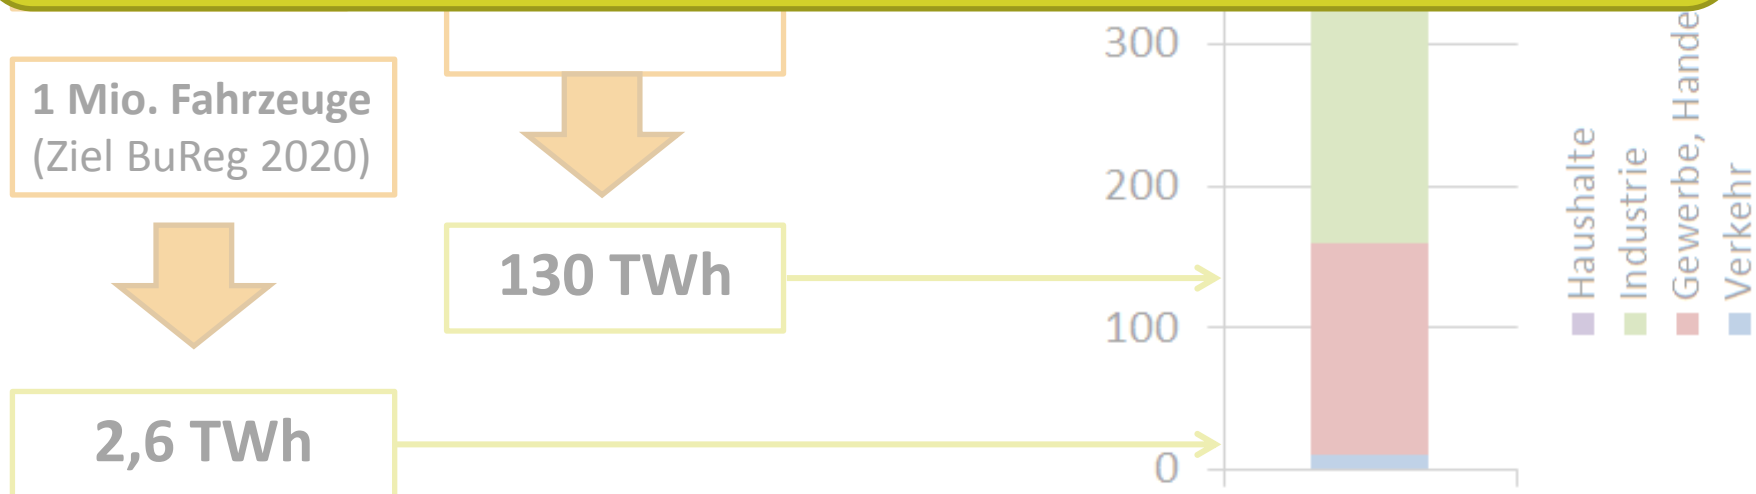 1 Mio. Fahrzeuge
(Ziel BuReg 2020)
130 TWh
2,6 TWh
300
200
100
0
Haushalte
Industrie
Gewerbe, Hande
Verkehr